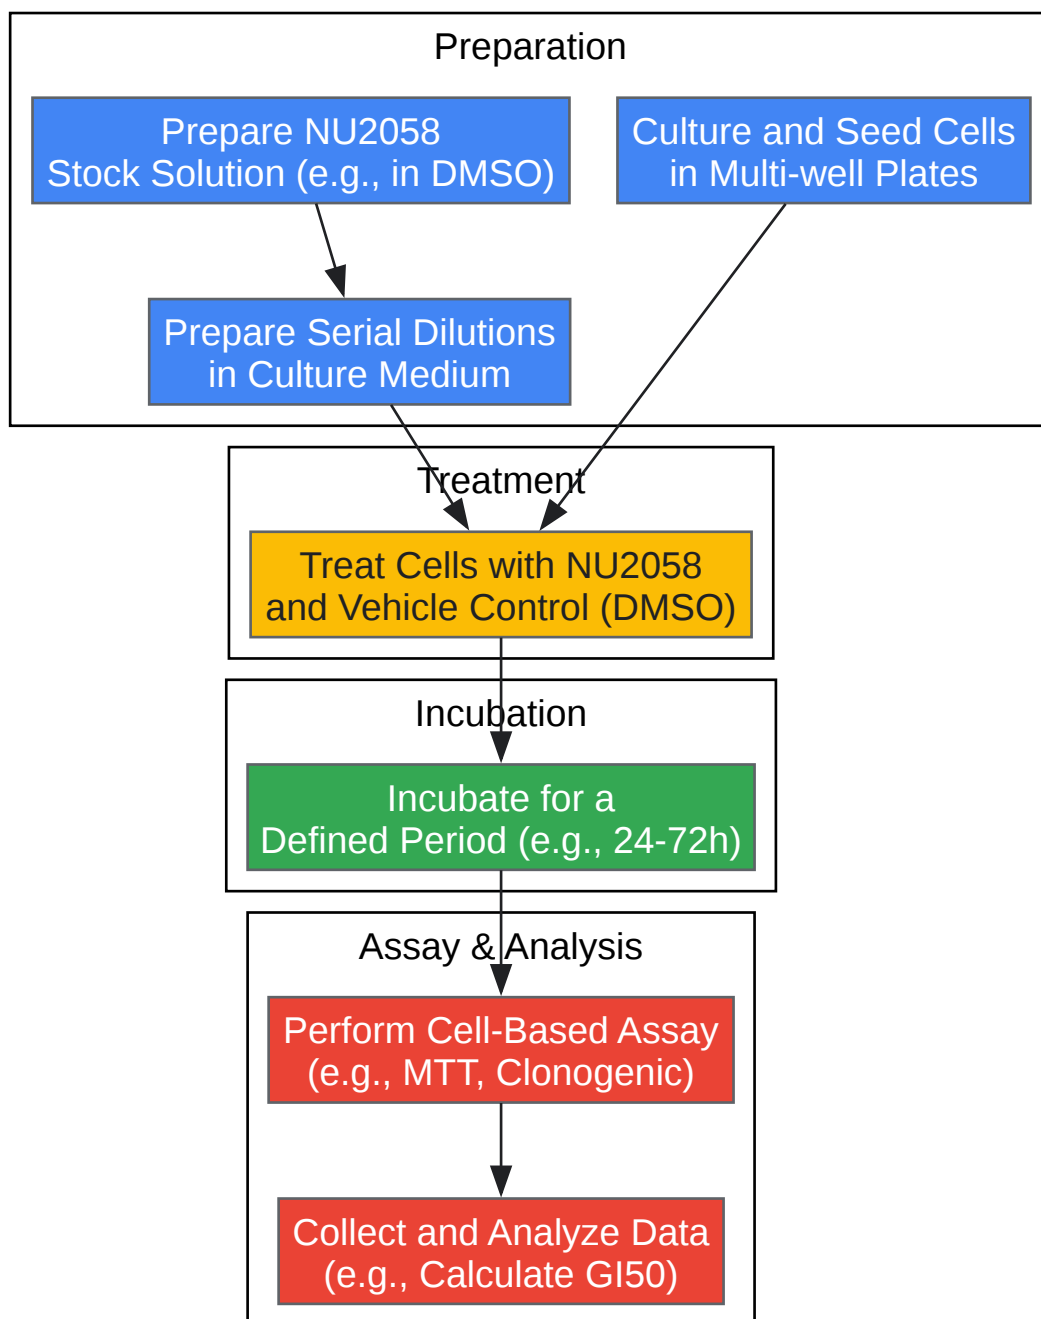 Preparation
Prepare NU2058
Stock Solution (e.g., in DMSO)
Culture and Seed Cells
in Multi-well Plates
Prepare Serial Dilutions
in Culture Medium
Treatment
Treat Cells with NU2058
and Vehicle Control (DMSO)
Incubation
Incubate for a
Defined Period (e.g., 24-72h)
Assay & Analysis
Perform Cell-Based Assay
(e.g., MTT, Clonogenic)
Collect and Analyze Data
(e.g., Calculate GI50)